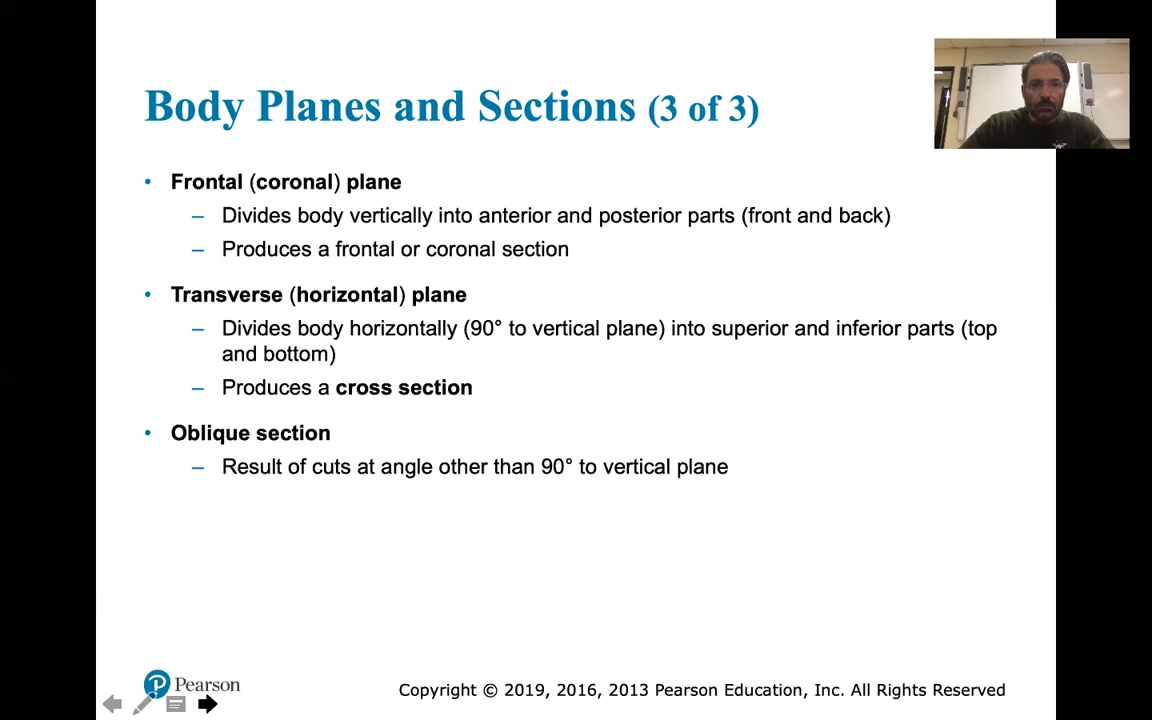 Body Planes and Sections (3 of 3)
• Frontal (coronal) plane
– Divides body vertically into anterior and posterior parts (front and back)
– Produces a frontal or coronal section
• Transverse (horizontal) plane
– Divides body horizontally (90° to vertical plane) into superior and inferior parts (top
and bottom)
– Produces a cross section
• Oblique section
– Result of cuts at angle other than 90° to vertical plane
P Pearson
Copyright © 2019, 2016, 2013 Pearson Education, Inc. All Rights Reserved